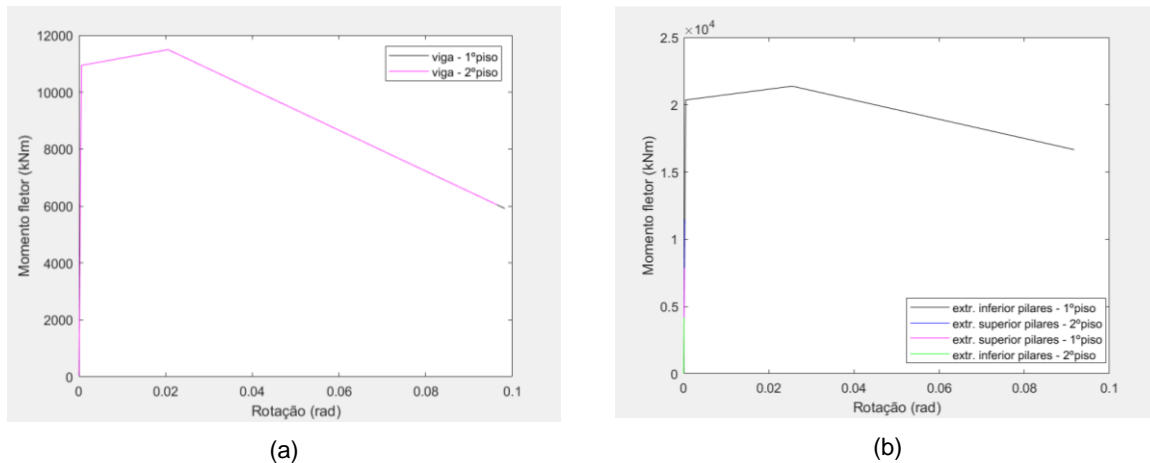 12000
10000
8000
6000
4000
2000
0
Momento fletor (kNm)
viga - 1ºpiso
viga - 2ºpiso
0 0.02 0.04 0.06 0.08 0.1
Rotação (rad)
(a)
×10⁴
2.5
2
1.5
1
0.5
0
Momento fletor (kNm)
extr. inferior pilares - 1ºpiso
extr. superior pilares - 2ºpiso
extr. superior pilares - 1ºpiso
extr. inferior pilares - 2ºpiso
0 0.02 0.04 0.06 0.08 0.1
Rotação (rad)
(b)